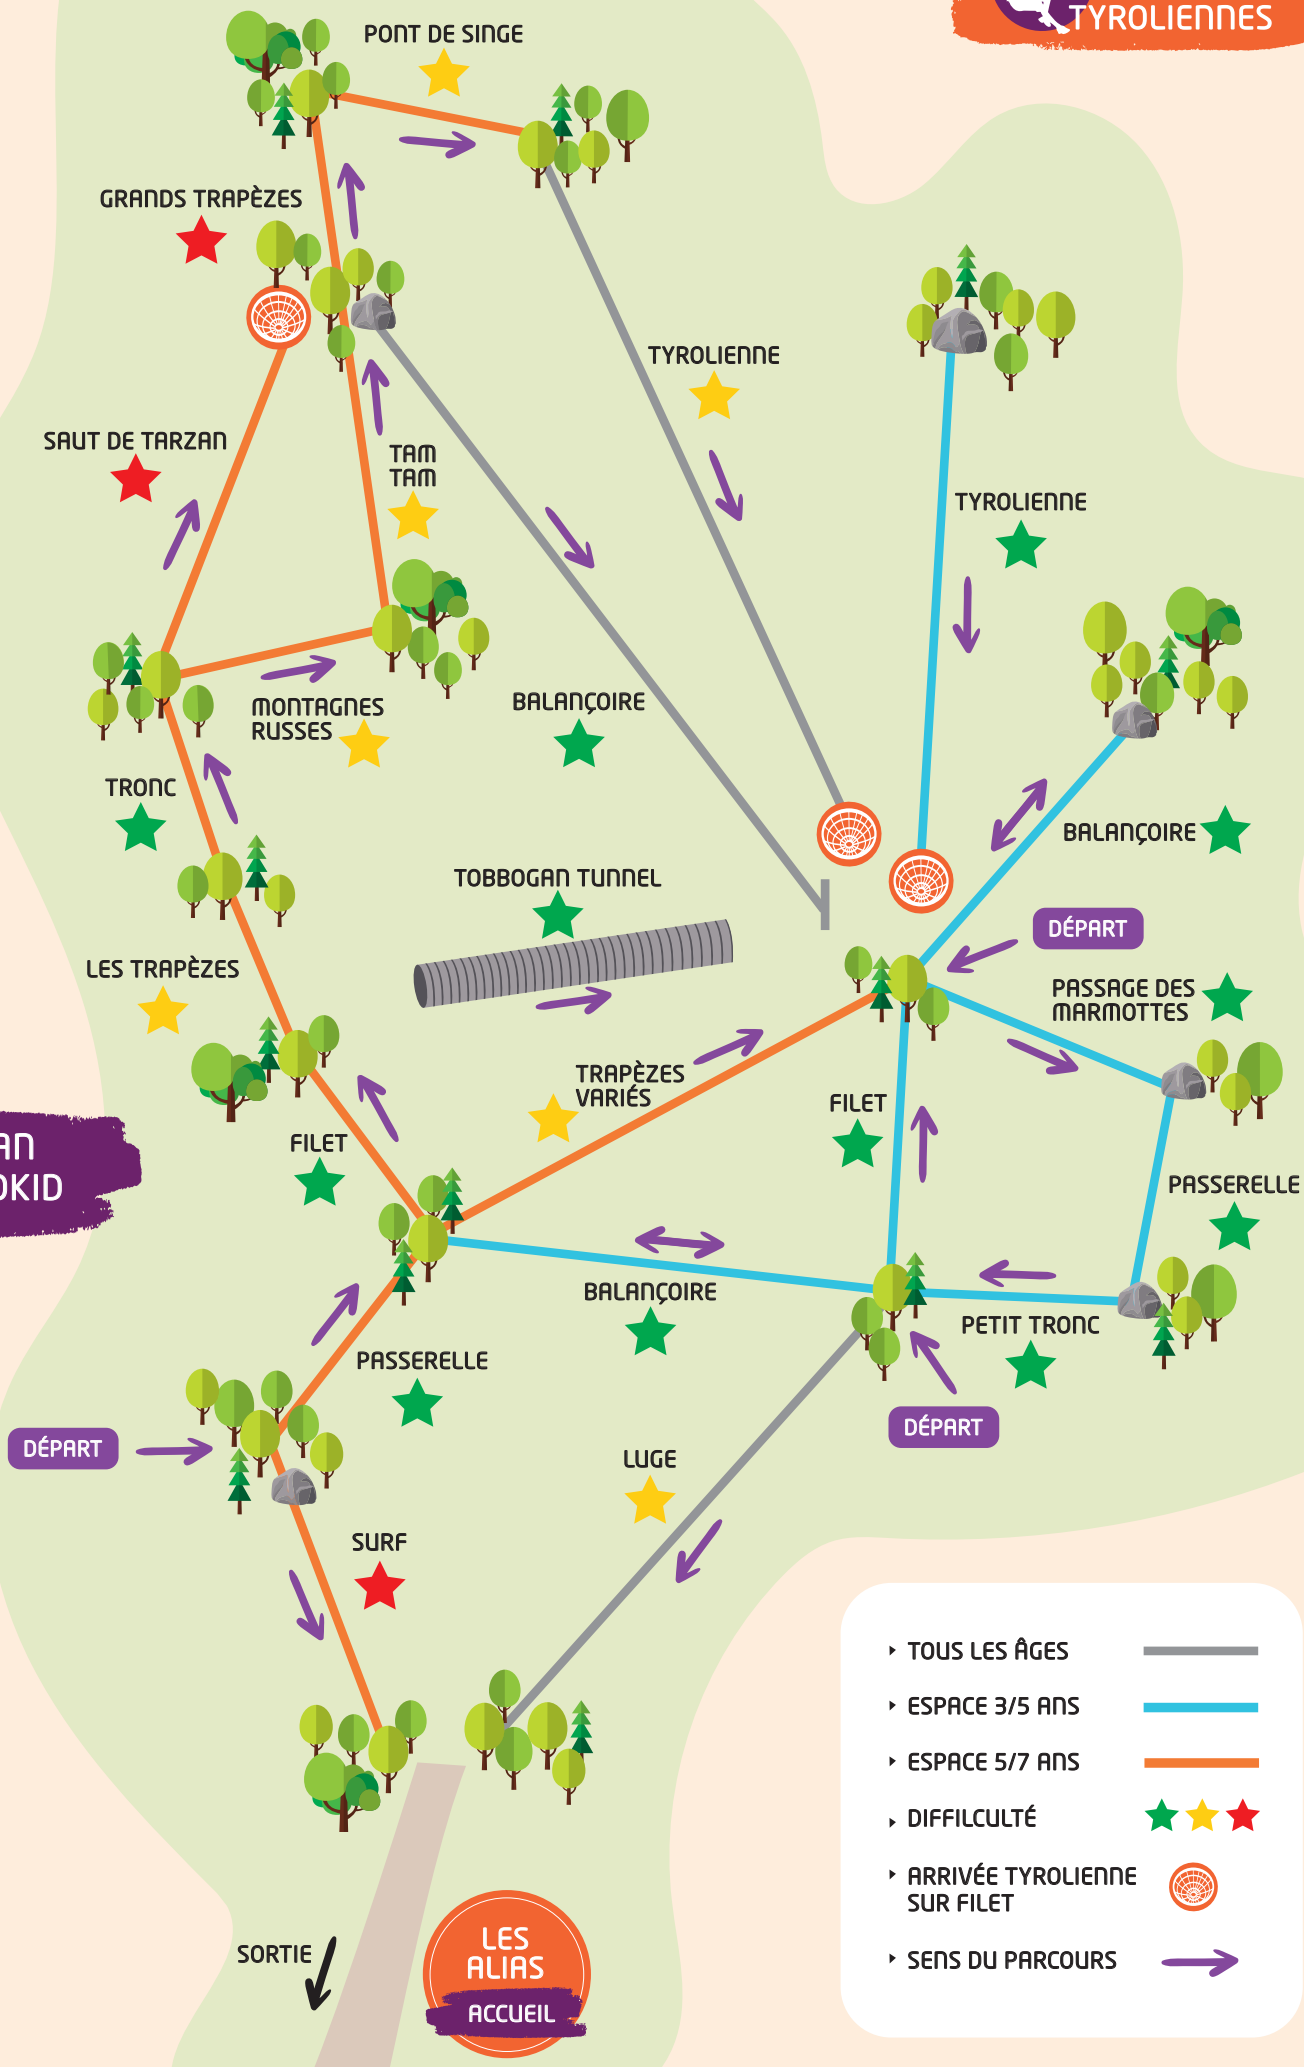 TYROLIENNES
PONT DE SINGE
GRANDS TRAPÈZES
TYROLIENNE
SAUT DE TARZAN
TAM
TAM
TYROLIENNE
MONTAGNES
RUSSES
BALANÇOIRE
TRONC
BALANÇOIRE
TOBBOGAN TUNNEL
DÉPART
LES TRAPÈZES
PASSAGE DES
MARMOTTES
TRAPÈZES
VARIÉS
FILET
FILET
AN
OKID
PASSERELLE
BALANÇOIRE
PETIT TRONC
PASSERELLE
DÉPART
DÉPART
LUGE
SURF
TOUS LES ÂGES
ESPACE 3/5 ANS
ESPACE 5/7 ANS
DIFFILCULTÉ
ARRIVÉE TYROLIENNE
SUR FILET
SENS DU PARCOURS
SORTIE
LES
ALIAS
ACCUEIL